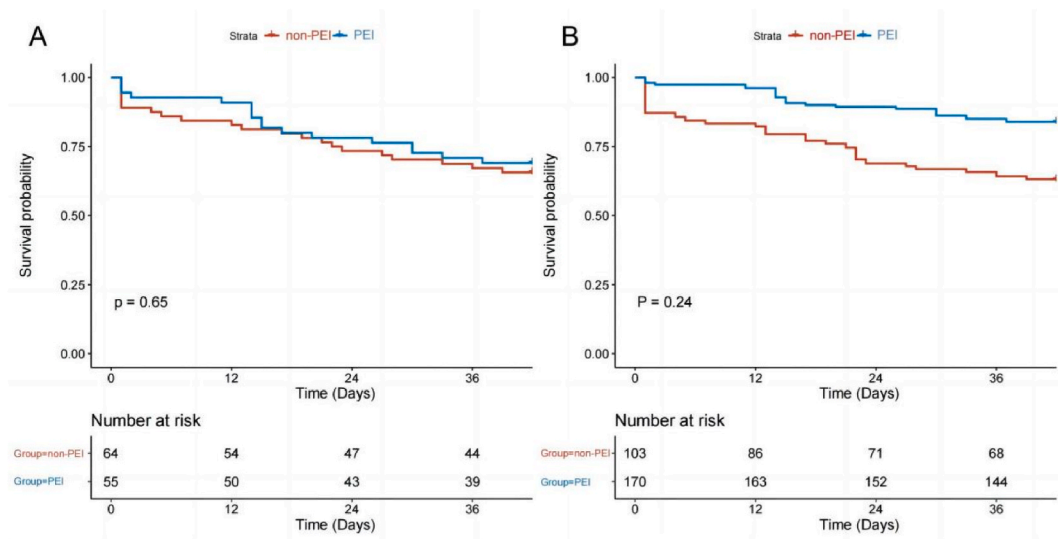 A
Strata non-PEI PEI
1.00
0.75
0.50
0.25
0.00
Survival probability
p = 0.65
0 12 24 36
Time (Days)
Number at risk
Group=non-PEI 64 54 47 44
Group=PEI 55 50 43 39
0 12 24 36
Time (Days)
B
Strata non-PEI PEI
1.00
0.75
0.50
0.25
0.00
Survival probability
P = 0.24
0 12 24 36
Time (Days)
Number at risk
Group=non-PEI 103 86 71 68
Group=PEI 170 163 152 144
0 12 24 36
Time (Days)